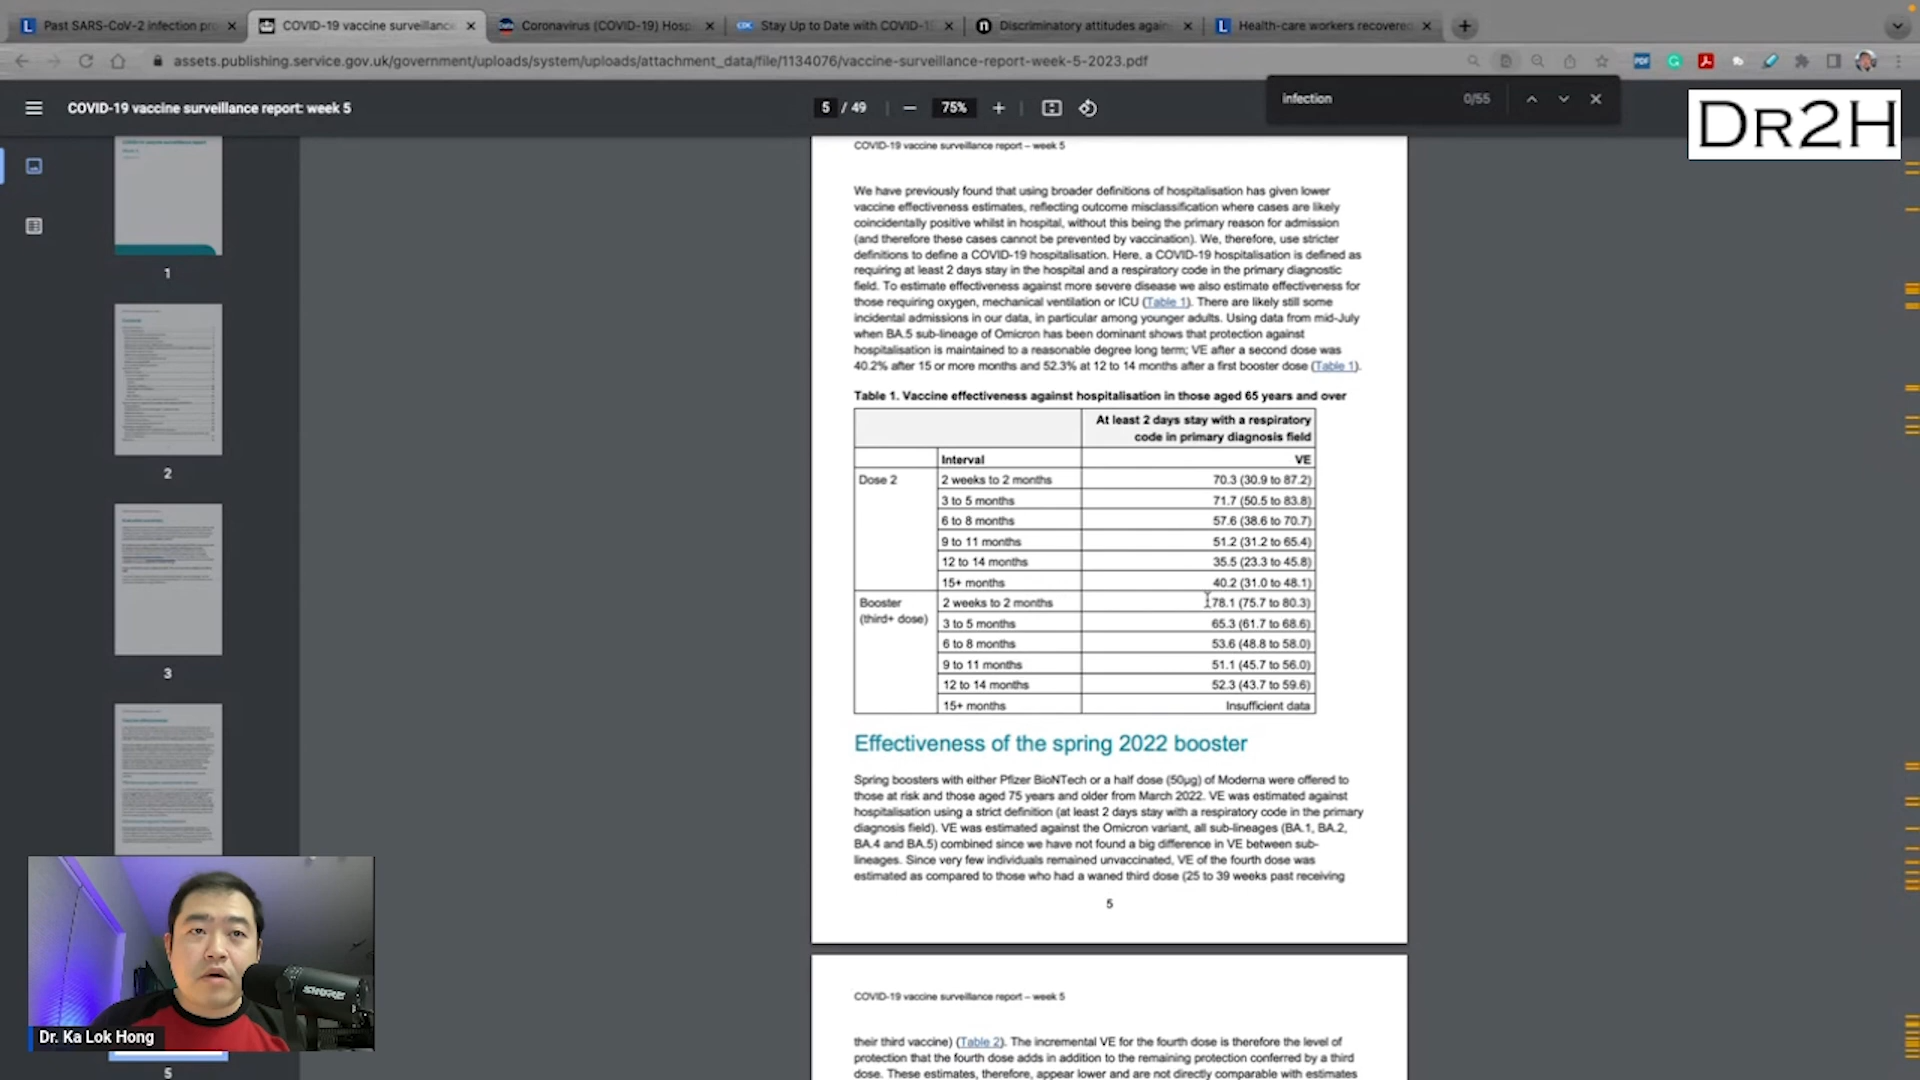 Past SARS-CoV-2 infection pro
COVID-19 vaccine surveillance
Coronavirus (COVID-19) Hosp
Stay Up to Date with COVID-1
Discriminatory attitudes again
Health-care workers recovered
assets.publishing.service.gov.uk/government/uploads/system/uploads/attachment_data/file/1134076/vaccine-surveillance-report-week-5-2023.pdf
COVID-19 vaccine surveillance report: week 5
5 / 49
75%
infection
0/55
DR2H
1
2
3
5
COVID-19 vaccine surveillance report – week 5
We have previously found that using broader definitions of hospitalisation has given lower
vaccine effectiveness estimates, reflecting outcome misclassification where cases are likely
coincidentally positive whilst in hospital, without this being the primary reason for admission
(and therefore these cases cannot be prevented by vaccination). We, therefore, use stricter
definitions to define a COVID-19 hospitalisation. Here, a COVID-19 hospitalisation is defined as
requiring at least 2 days stay in the hospital and a respiratory code in the primary diagnostic
field. To estimate effectiveness against more severe disease we also estimate effectiveness for
those requiring oxygen, mechanical ventilation or ICU (Table 1). There are likely still some
incidental admissions in our data, in particular among younger adults. Using data from mid-July
when BA.5 sub-lineage of Omicron has been dominant shows that protection against
hospitalisation is maintained to a reasonable degree long term; VE after a second dose was
40.2% after 15 or more months and 52.3% at 12 to 14 months after a first booster dose (Table 1).
Table 1. Vaccine effectiveness against hospitalisation in those aged 65 years and over
At least 2 days stay with a respiratory
code in primary diagnosis field
Interval VE
Dose 2 2 weeks to 2 months 70.3 (30.9 to 87.2)
3 to 5 months 71.7 (50.5 to 83.8)
6 to 8 months 57.6 (38.6 to 70.7)
9 to 11 months 51.2 (31.2 to 65.4)
12 to 14 months 35.5 (23.3 to 45.8)
15+ months 40.2 (31.0 to 48.1)
Booster 2 weeks to 2 months 78.1 (75.7 to 80.3)
(third+ dose) 3 to 5 months 65.3 (61.7 to 68.6)
6 to 8 months 53.6 (48.8 to 58.0)
9 to 11 months 51.1 (45.7 to 56.0)
12 to 14 months 52.3 (43.7 to 59.6)
15+ months Insufficient data
Effectiveness of the spring 2022 booster
Spring boosters with either Pfizer BioNTech or a half dose (50µg) of Moderna were offered to
those at risk and those aged 75 years and older from March 2022. VE was estimated against
hospitalisation using a strict definition (at least 2 days stay with a respiratory code in the primary
diagnosis field). VE was estimated against the Omicron variant, all sub-lineages (BA.1, BA.2,
BA.4 and BA.5) combined since we have not found a big difference in VE between sub-
lineages. Since very few individuals remained unvaccinated, VE of the fourth dose was
estimated as compared to those who had a waned third dose (25 to 39 weeks past receiving
5
COVID-19 vaccine surveillance report – week 5
their third vaccine) (Table 2). The incremental VE for the fourth dose is therefore the level of
protection that the fourth dose adds in addition to the remaining protection conferred by a third
dose. These estimates, therefore, appear lower and are not directly comparable with estimates
SHURE
Dr. Ka Lok Hong